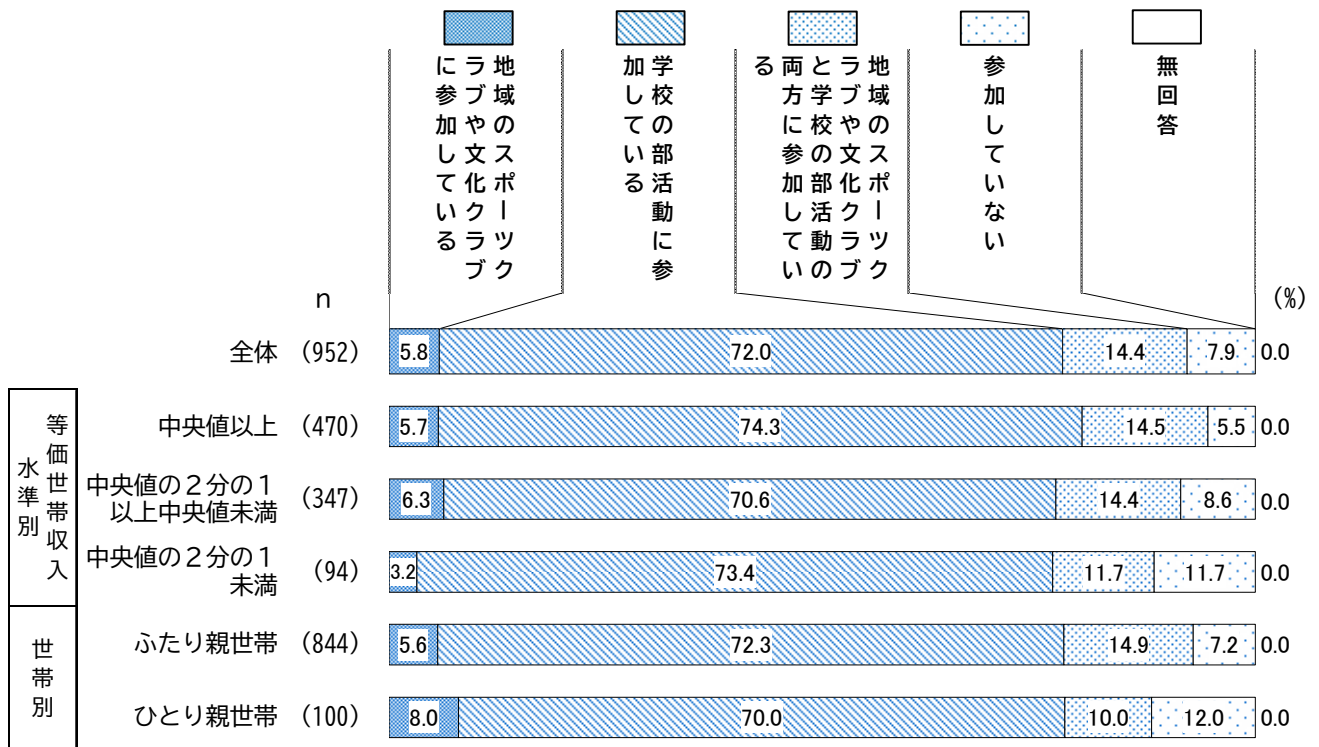 地域のスポーツク
ラブや文化クラブ
に参加している
学校の部活動に参
加している
地域のスポーツク
ラブや文化クラブ
と学校の部活動の
両方に参加してい
る
参加していない
無回答
n
(%)
全体 (952) 5.8 72.0 14.4 7.9 0.0
等価世帯収入
水準別
中央値以上 (470) 5.7 74.3 14.5 5.5 0.0
中央値の２分の１
以上中央値未満 (347) 6.3 70.6 14.4 8.6 0.0
中央値の２分の１
未満 (94) 3.2 73.4 11.7 11.7 0.0
世帯別
ふたり親世帯 (844) 5.6 72.3 14.9 7.2 0.0
ひとり親世帯 (100) 8.0 70.0 10.0 12.0 0.0